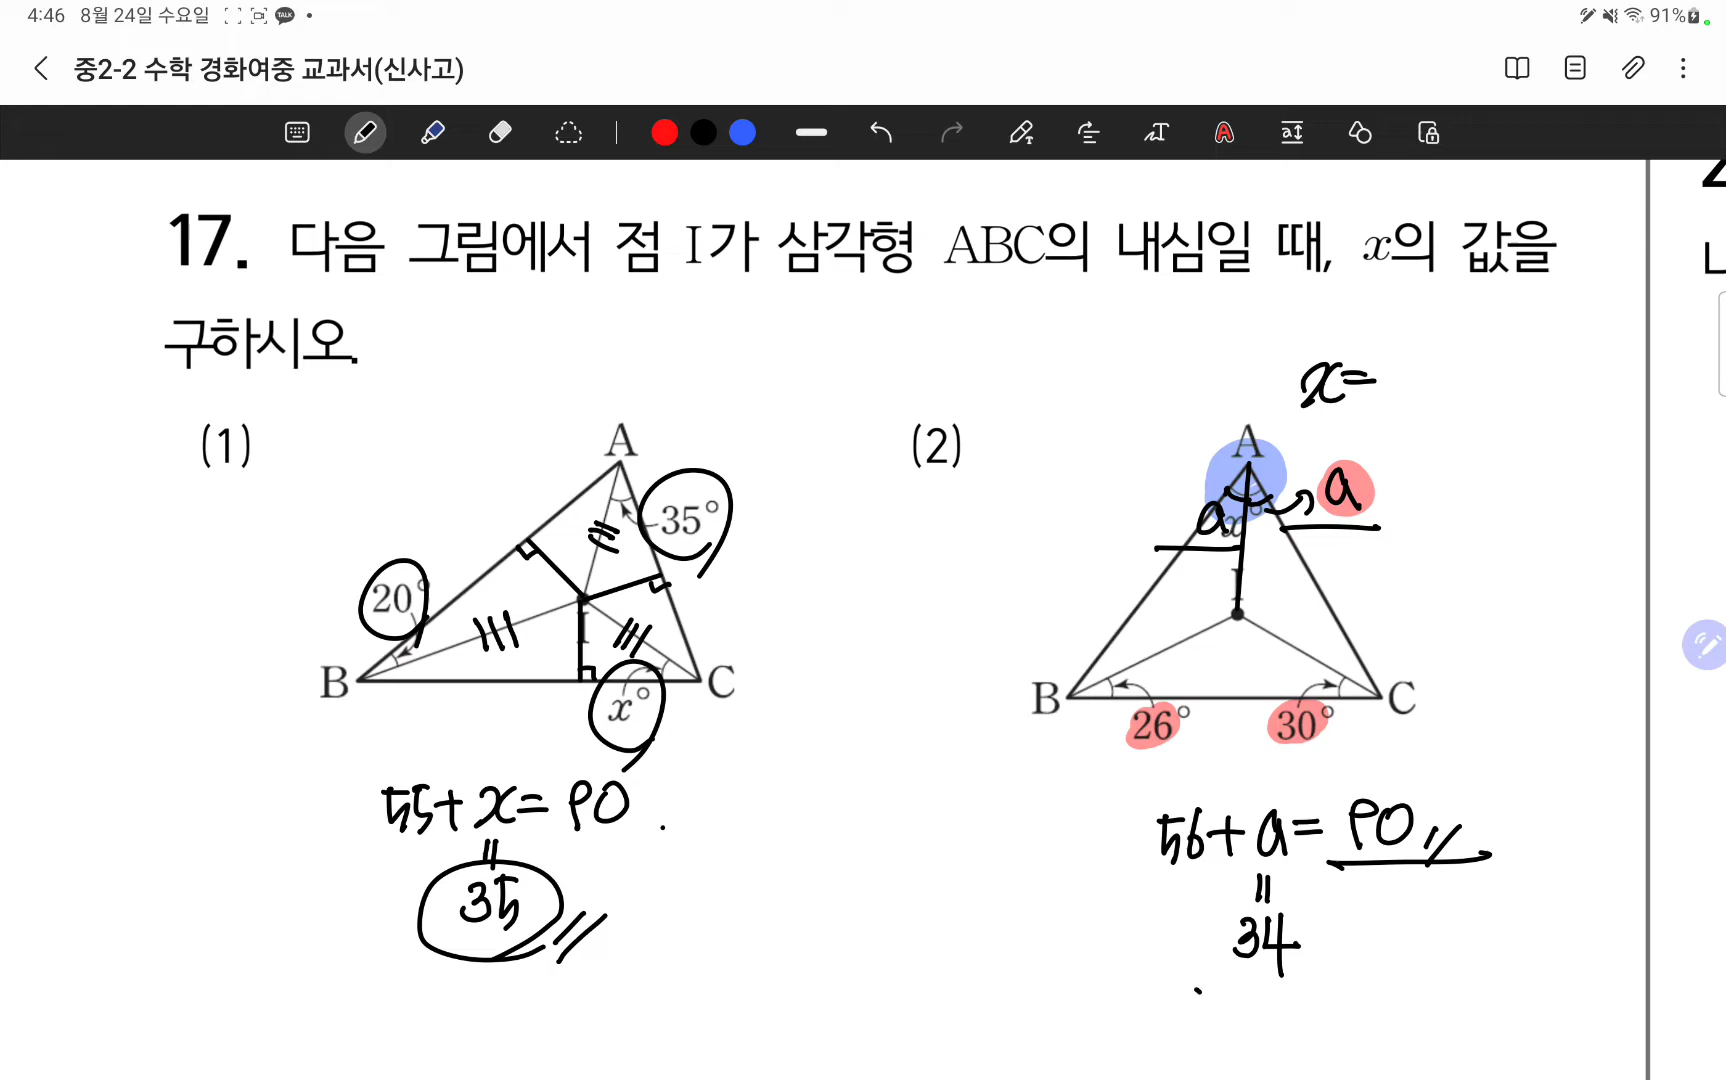 4:46 8월 24일 수요일 TALK 91%
중2-2 수학 경화여중 교과서(신사고)
17. 다음 그림에서 점 I가 삼각형 ABC의 내심일 때, x의 값을
구하시오.
(1)
A
35°
20°
I
B
C
x°
55+x=90
=
35
(2)
x=
A
a
a
x°
I
B
C
26°
30°
56+a=90
=
34